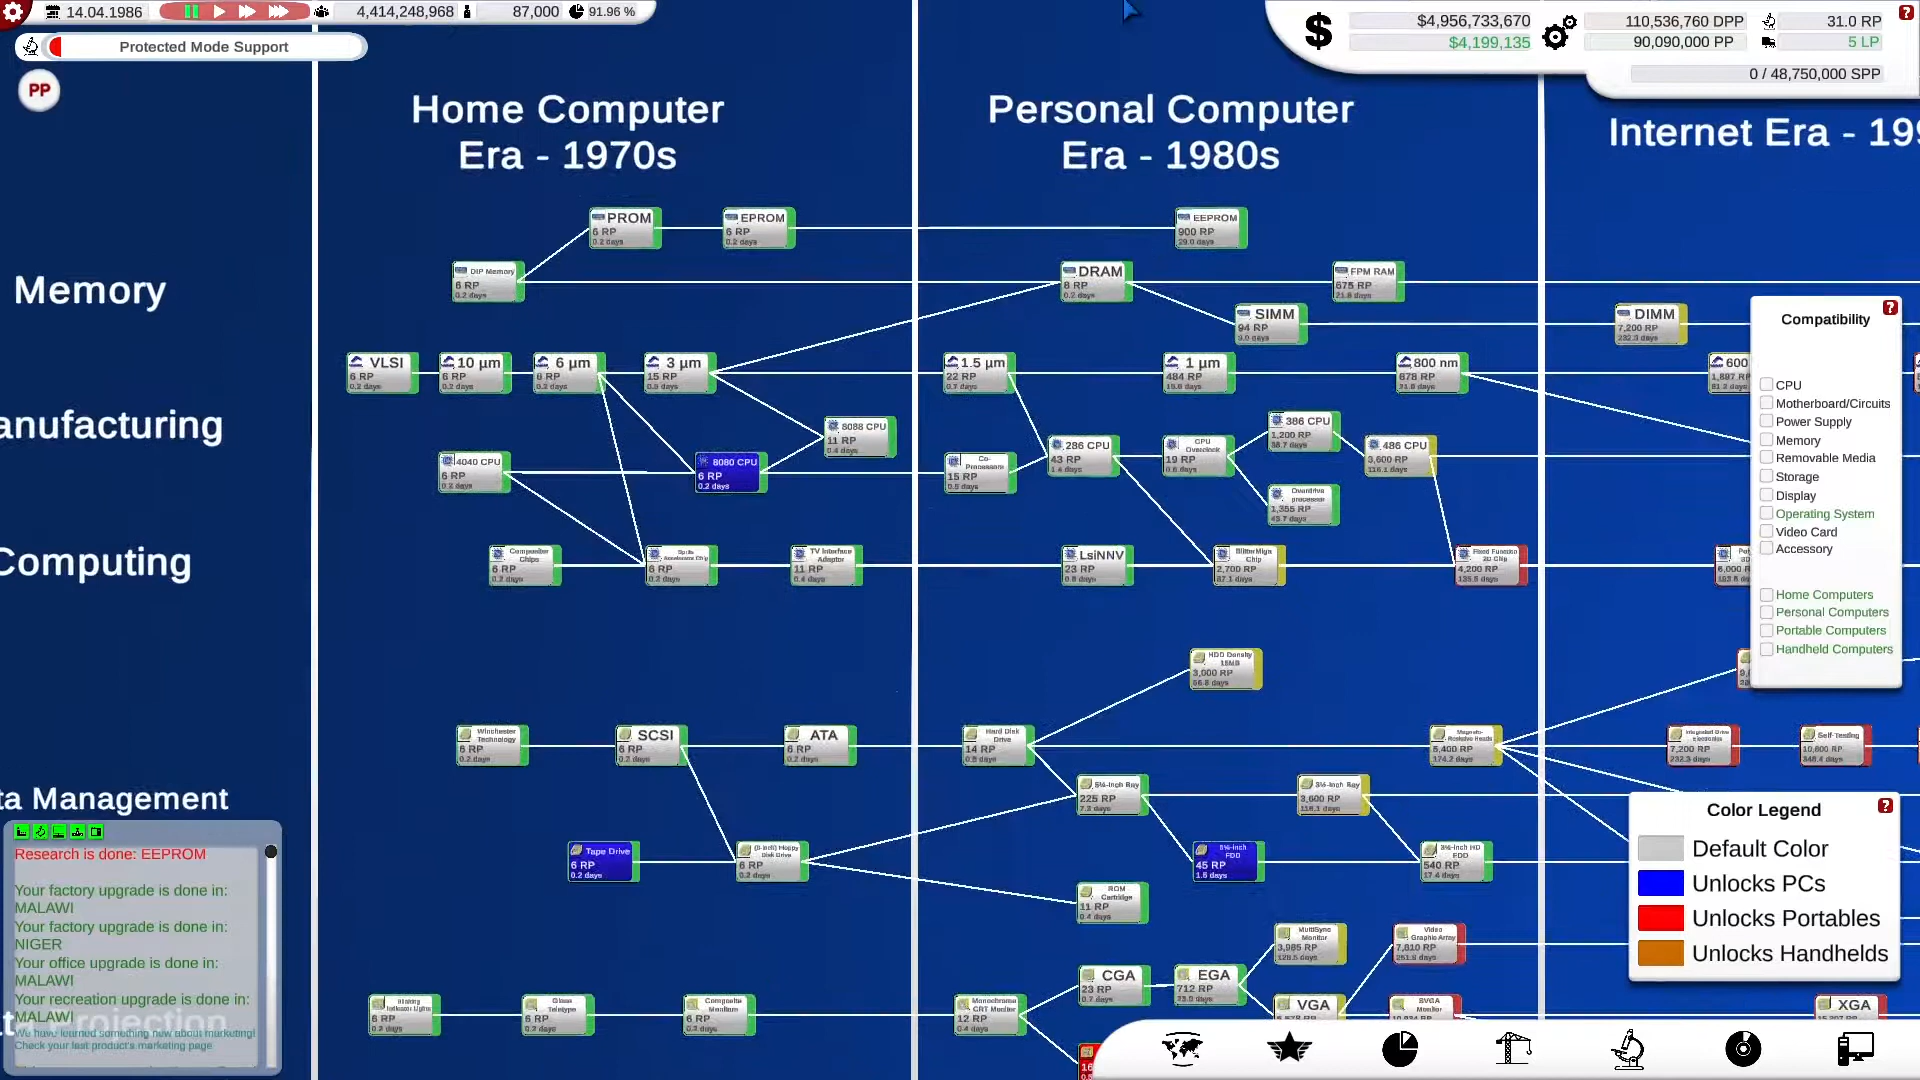 14.04.1986
4,414,248,968
87,000
91.96 %
$4,956,733,670
$4,199,135
110,536,760 DPP
90,090,000 PP
31.0 RP
5 LP
0 / 48,750,000 SPP
Protected Mode Support
PP
Home Computer
Era - 1970s
Personal Computer
Era - 1980s
Internet Era - 199
Memory
anufacturing
Computing
ta Management
PROM
6 RP
0.2 days
EPROM
6 RP
0.2 days
EEPROM
900 RP
29.0 days
DIP Memory
6 RP
0.2 days
DRAM
8 RP
0.2 days
FPM RAM
675 RP
21.8 days
SIMM
94 RP
3.0 days
DIMM
7,200 RP
232.3 days
VLSI
6 RP
0.2 days
10 µm
6 RP
0.2 days
6 µm
8 RP
0.2 days
3 µm
15 RP
0.5 days
1.5 µm
22 RP
0.7 days
1 µm
484 RP
15.6 days
800 nm
678 RP
21.8 days
600
1,897 RP
61.2 days
8088 CPU
11 RP
0.4 days
4040 CPU
6 RP
0.2 days
8080 CPU
6 RP
0.2 days
Co-
Processors
15 RP
0.5 days
286 CPU
43 RP
1.4 days
CPU
Overclock
19 RP
0.6 days
386 CPU
1,200 RP
38.7 days
486 CPU
3,600 RP
116.1 days
Overdrive
processor
1,355 RP
43.7 days
Computer
Chips
6 RP
0.2 days
Sprite
Accelerator Chip
6 RP
0.2 days
TV Interface
Adaptor
11 RP
0.4 days
LsiNNV
23 RP
0.8 days
Chip
2,700 RP
87.1 days
Fixed Function
3D Chip
4,200 RP
135.5 days
6,000 RP
193.5 days
HDD Density
15MB
3,000 RP
96.8 days
Winchester
Technology
6 RP
0.2 days
SCSI
6 RP
0.2 days
ATA
6 RP
0.2 days
Hard Disk
Drive
14 RP
0.5 days
Magneto-
Resistive Heads
5,400 RP
174.2 days
Integrated Drive
Electronics
7,200 RP
232.3 days
Self-Testing
10,800 RP
348.4 days
5¼-inch Bay
225 RP
7.3 days
3½-inch Bay
3,600 RP
116.1 days
Tape Drive
6 RP
0.2 days
(8-inch) Floppy
Disk Drive
6 RP
0.2 days
5¼-inch
FDD
45 RP
1.5 days
3½-inch HD
FDD
540 RP
17.4 days
ROM
Cartridge
11 RP
0.4 days
MultiSync
Monitor
3,985 RP
128.5 days
Video
Graphic Array
7,810 RP
251.9 days
CGA
23 RP
0.7 days
EGA
712 RP
23.0 days
Blinking
Indicator Lights
6 RP
0.2 days
Glass
Teletype
6 RP
0.2 days
Composite
Monitors
6 RP
0.2 days
Monochrome
CRT Monitor
12 RP
0.4 days
VGA
SVGA
Monitor
XGA
Compatibility
CPU
Motherboard/Circuits
Power Supply
Memory
Removable Media
Storage
Display
Operating System
Video Card
Accessory
Home Computers
Personal Computers
Portable Computers
Handheld Computers
Color Legend
Default Color
Unlocks PCs
Unlocks Portables
Unlocks Handhelds
Research is done: EEPROM
Your factory upgrade is done in:
MALAWI
Your factory upgrade is done in:
NIGER
Your office upgrade is done in:
MALAWI
Your recreation upgrade is done in:
MALAWI
We have learned something new about marketing!
Check your last product's marketing page